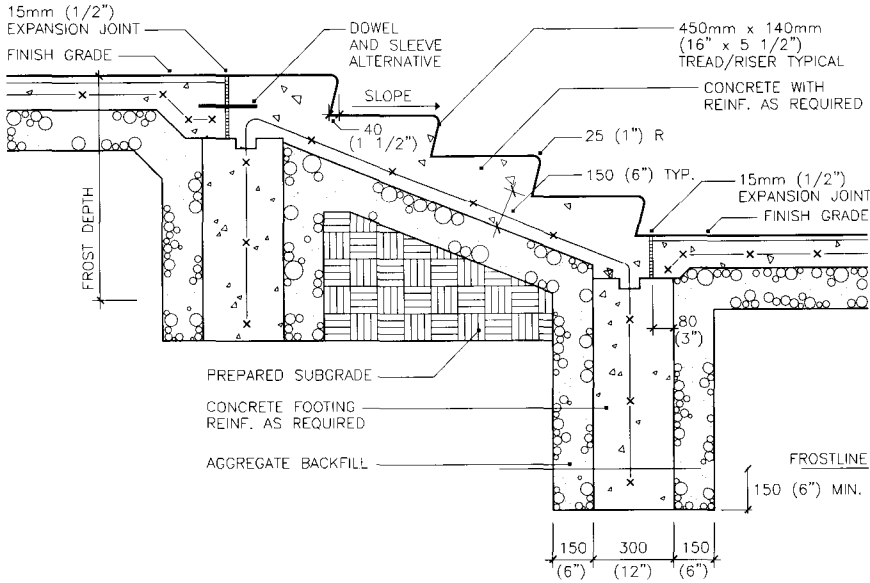 15mm (1/2")
EXPANSION JOINT
FINISH GRADE
DOWEL
AND SLEEVE
ALTERNATIVE
450mm x 140mm
(16" x 5 1/2")
TREAD/RISER TYPICAL
SLOPE
CONCRETE WITH
REINF. AS REQUIRED
40
(1 1/2")
25 (1") R
150 (6") TYP.
15mm (1/2")
EXPANSION JOINT
FINISH GRADE
FROST DEPTH
80
(3")
PREPARED SUBGRADE
CONCRETE FOOTING
REINF. AS REQUIRED
AGGREGATE BACKFILL
FROSTLINE
150 (6") MIN.
150
(6")
300
(12")
150
(6")